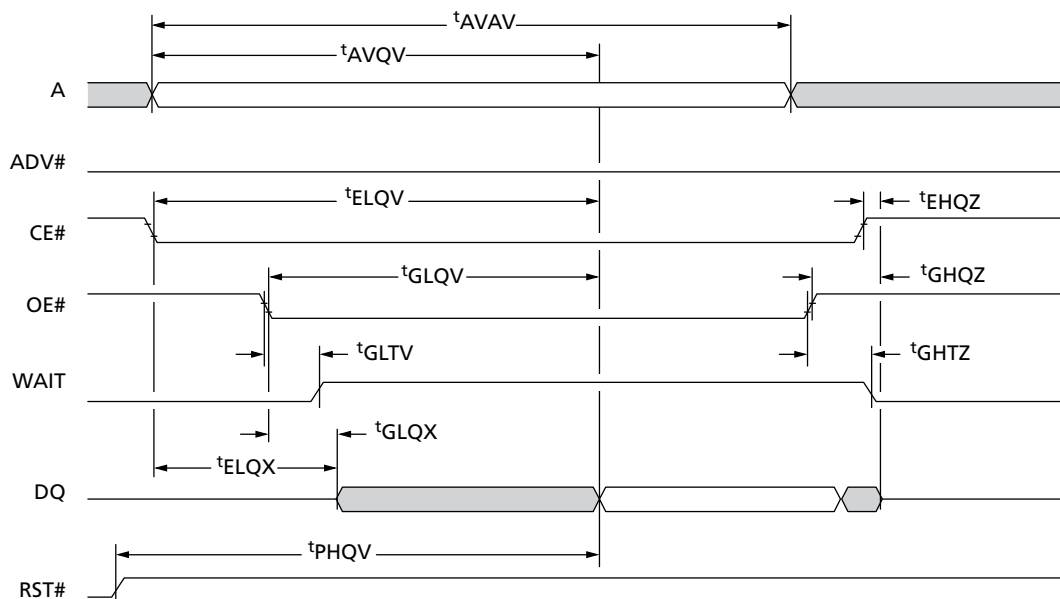 tAVAV
tAVQV
A
ADV#
tELQV
tEHQZ
CE#
tGLQV
tGHQZ
OE#
tGLTV
tGHTZ
WAIT
tGLQX
tELQX
DQ
tPHQV
RST#